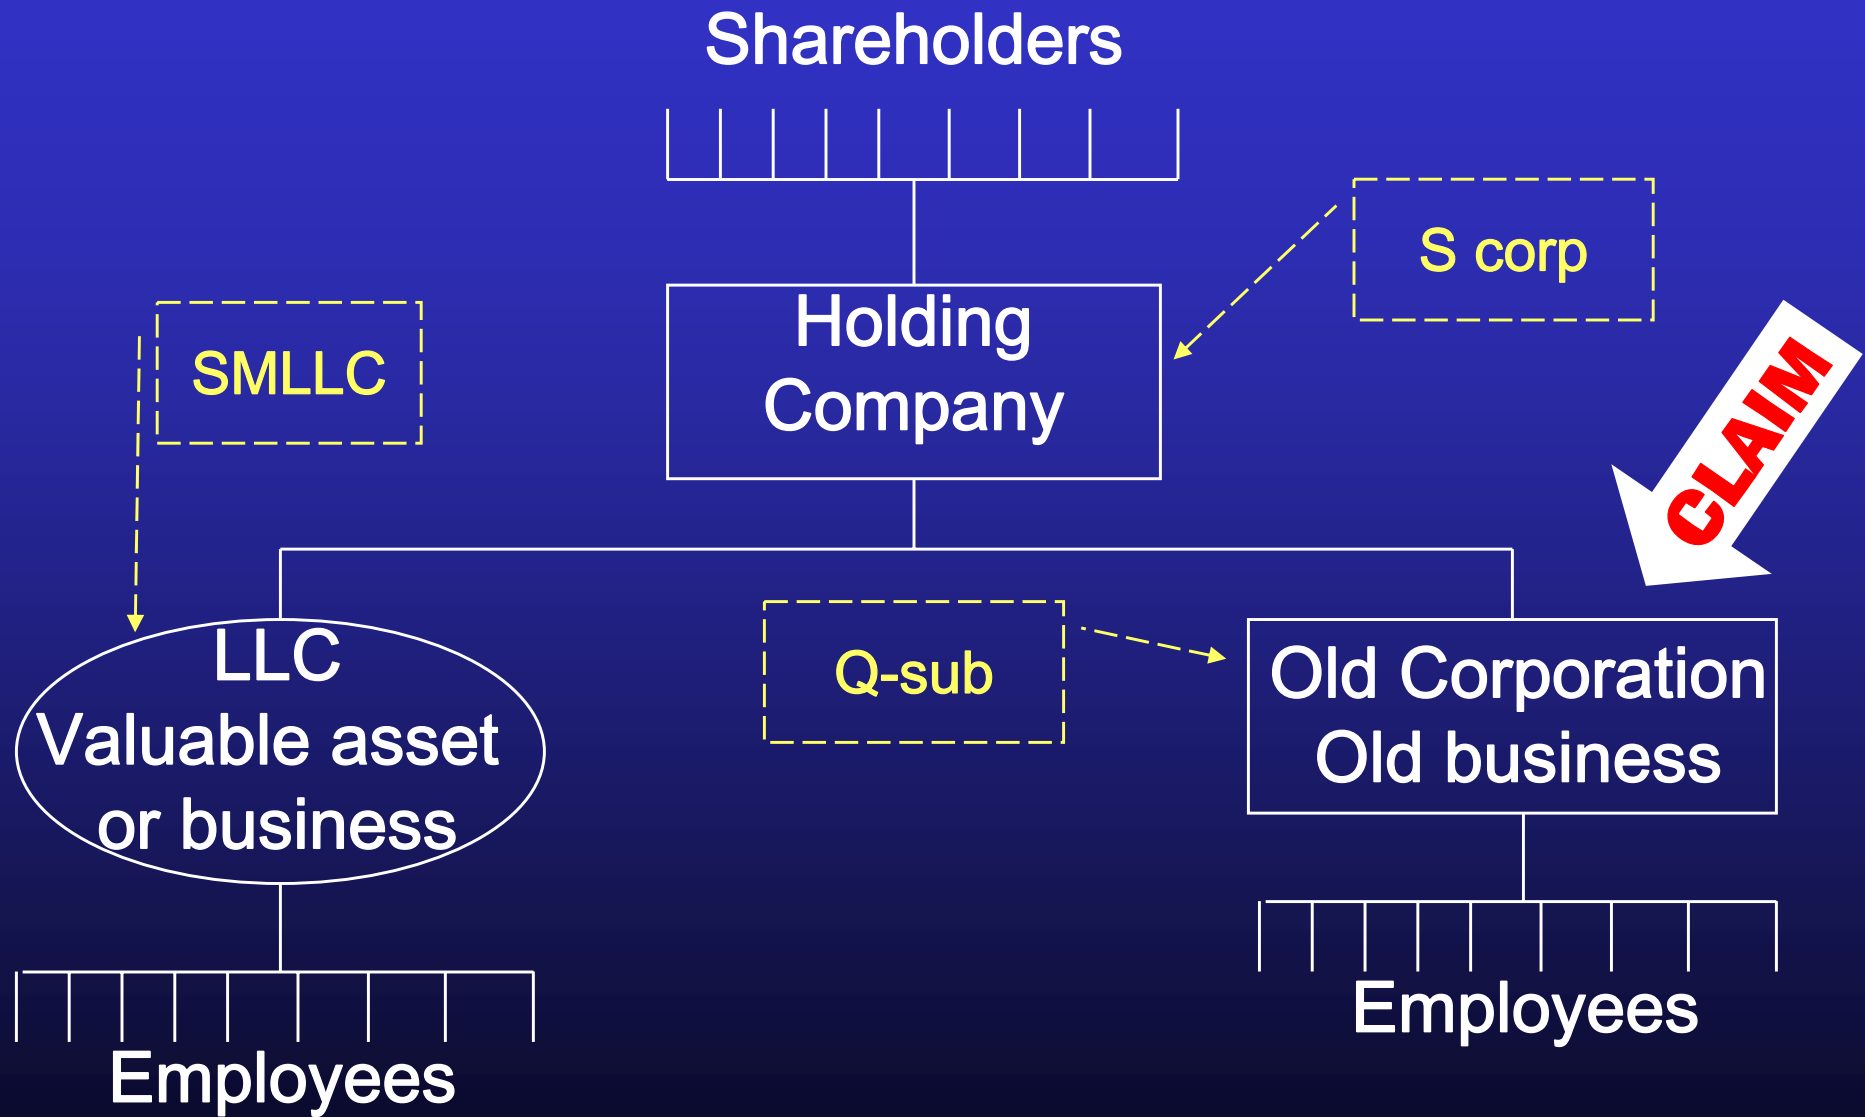 Shareholders
S corp
Holding
Company
SMLLC
CLAIM
LLC
Valuable asset
or business
Q-sub
Old Corporation
Old business
Employees
Employees